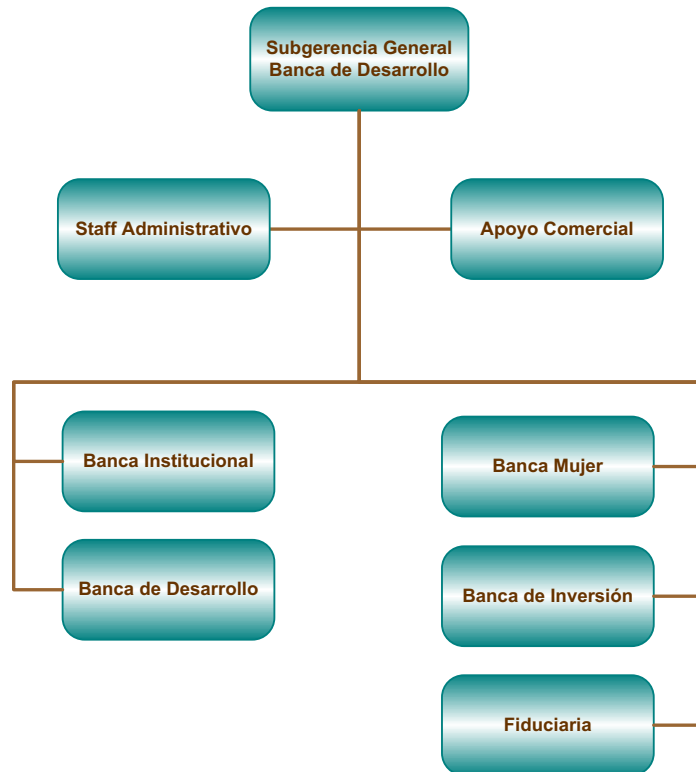 Subgerencia General
Banca de Desarrollo
Staff Administrativo
Apoyo Comercial
Banca Institucional
Banca Mujer
Banca de Desarrollo
Banca de Inversión
Fiduciaria